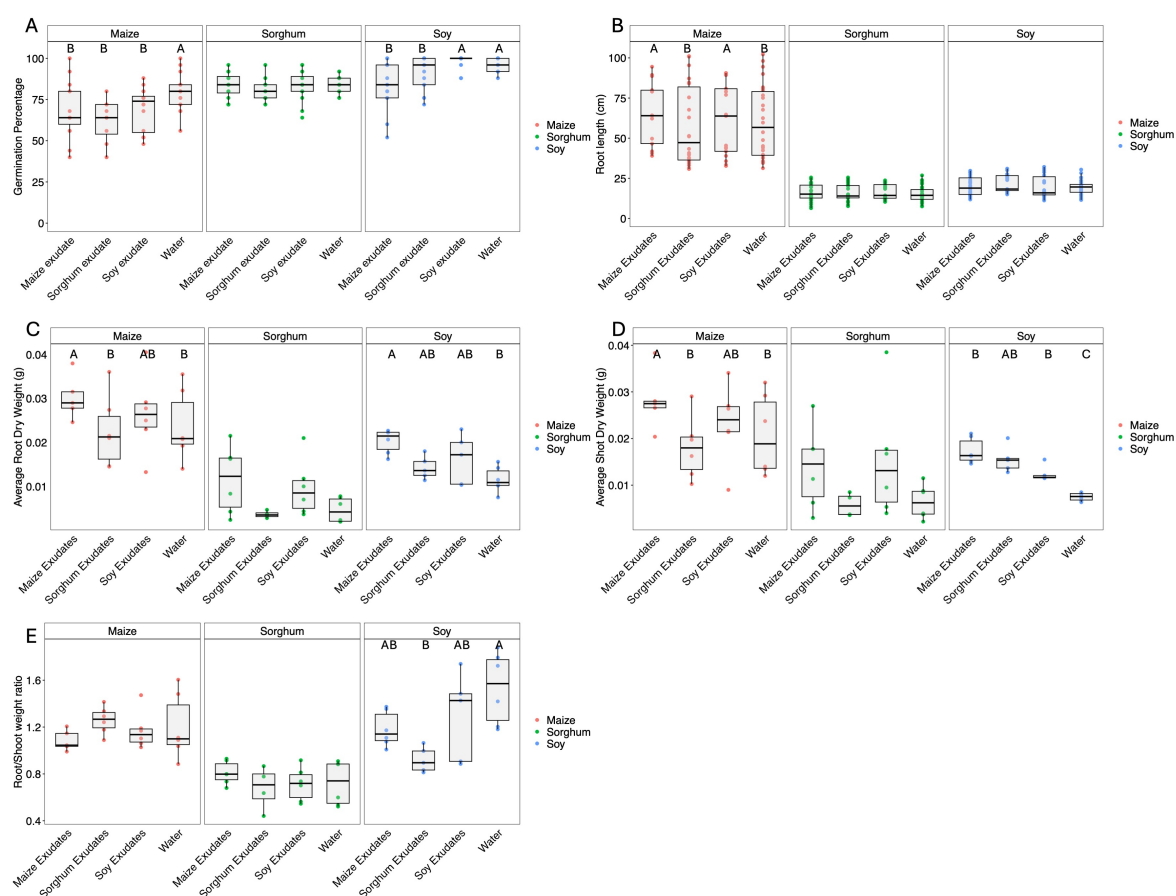 A
Maize Sorghum Soy
B B B A B B A A
Germination Percentage
100
75
50
25
0
Maize exudate Sorghum exudate Soy exudate Water Maize exudate Sorghum exudate Soy exudate Water Maize exudate Sorghum exudate Soy exudate Water
Maize
Sorghum
Soy
B
Maize Sorghum Soy
A B A B
Root length (cm)
100
75
50
25
0
Maize Exudates Sorghum Exudates Soy Exudates Water Maize Exudates Sorghum Exudates Soy Exudates Water Maize Exudates Sorghum Exudates Soy Exudates Water
Maize
Sorghum
Soy
C
Maize Sorghum Soy
A B AB B A AB AB B
Average Root Dry Weight (g)
0.04
0.03
0.02
0.01
Maize Exudates Sorghum Exudates Soy Exudates Water Maize Exudates Sorghum Exudates Soy Exudates Water Maize Exudates Sorghum Exudates Soy Exudates Water
Maize
Sorghum
Soy
D
Maize Sorghum Soy
A B AB B B AB B C
Average Shot Dry Weight (g)
0.04
0.03
0.02
0.01
Maize Exudates Sorghum Exudates Soy Exudates Water Maize Exudates Sorghum Exudates Soy Exudates Water Maize Exudates Sorghum Exudates Soy Exudates Water
Maize
Sorghum
Soy
E
Maize Sorghum Soy
AB B AB A
Root/Shoot weight ratio
1.6
1.2
0.8
0.4
Maize Exudates Sorghum Exudates Soy Exudates Water Maize Exudates Sorghum Exudates Soy Exudates Water Maize Exudates Sorghum Exudates Soy Exudates Water
Maize
Sorghum
Soy